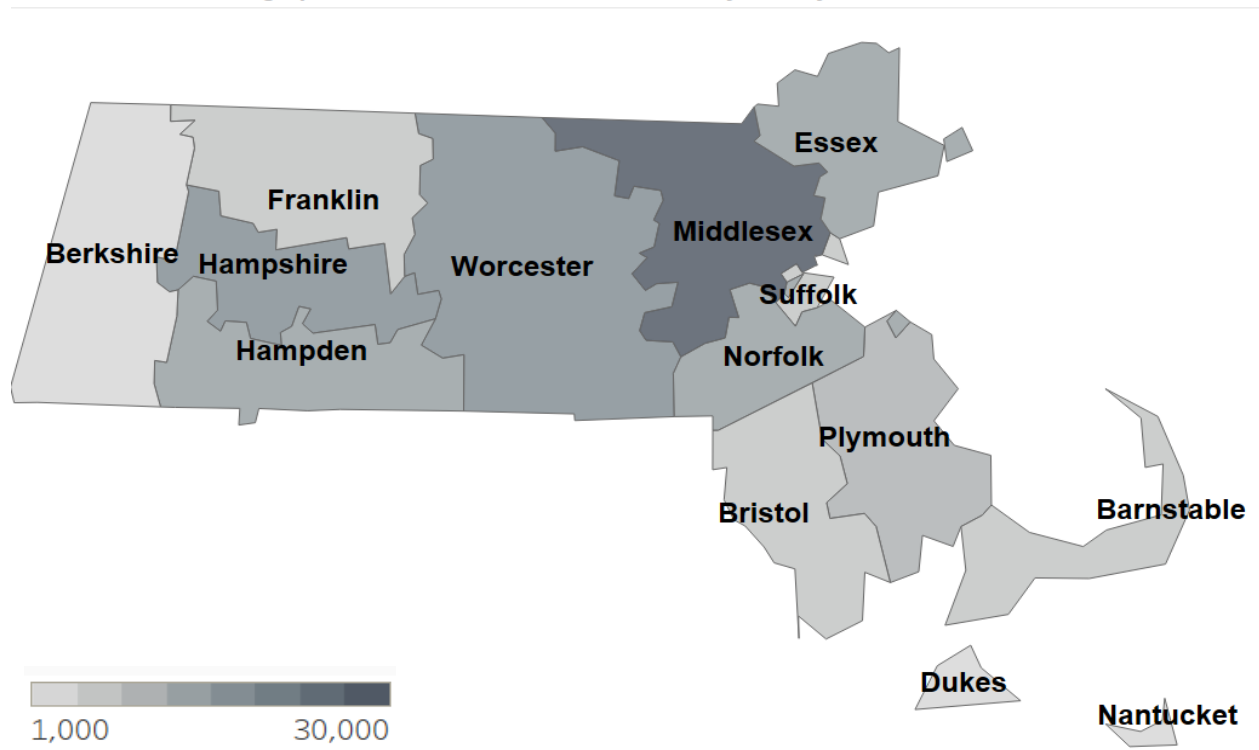 Essex
Franklin
Middlesex
Berkshire
Hampshire
Worcester
Suffolk
Hampden
Norfolk
Plymouth
Barnstable
Bristol
Dukes
Nantucket
1,000
30,000